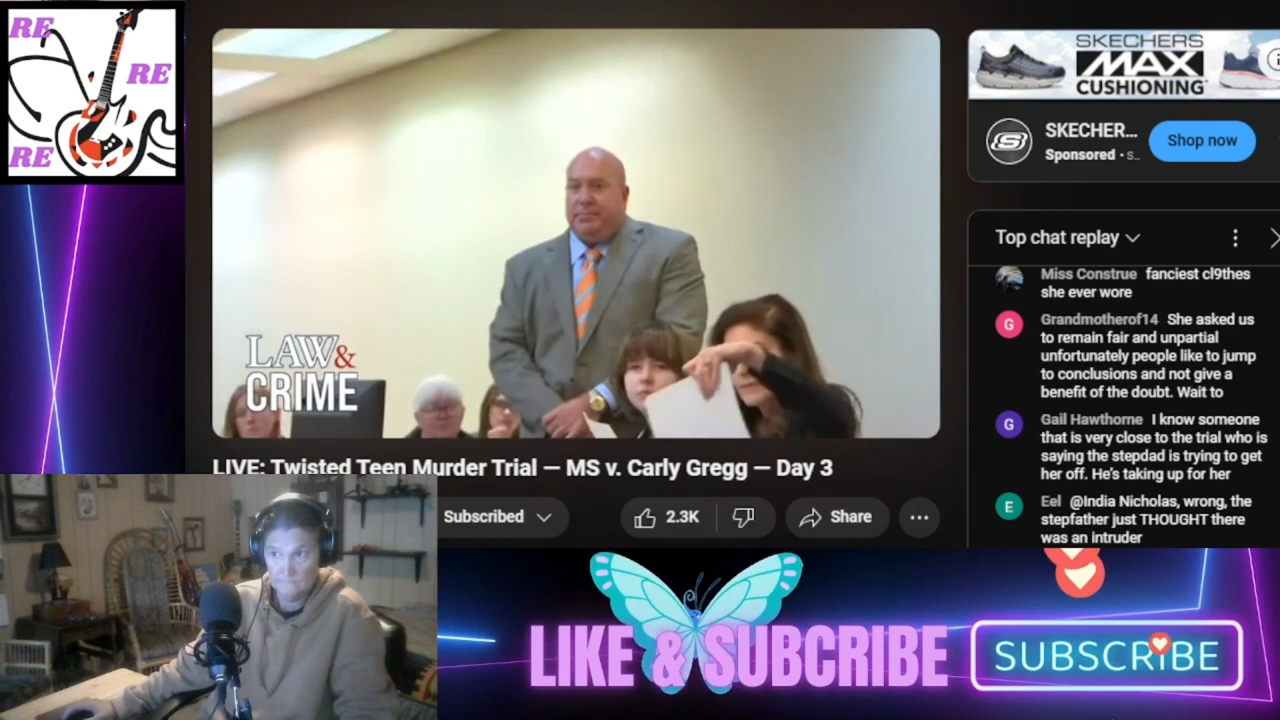 RE
RE
RE
LAW&
CRIME
LIVE: Twisted Teen Murder Trial — MS v. Carly Gregg — Day 3
Subscribed
2.3K
Share
SKECHERS
MAX
CUSHIONING
SKECHER...
Sponsored • s..
Shop now
Top chat replay
Miss Construe fanciest cl9thes
she ever wore
G
Grandmotherof14 She asked us
to remain fair and unpartial
unfortunately people like to jump
to conclusions and not give a
benefit of the doubt. Wait to
G
Gail Hawthorne I know someone
that is very close to the trial who is
saying the stepdad is trying to get
her off. He's taking up for her
E
Eel @India Nicholas, wrong, the
stepfather just THOUGHT there
was an intruder
LIKE & SUBCRIBE
SUBSCRIBE